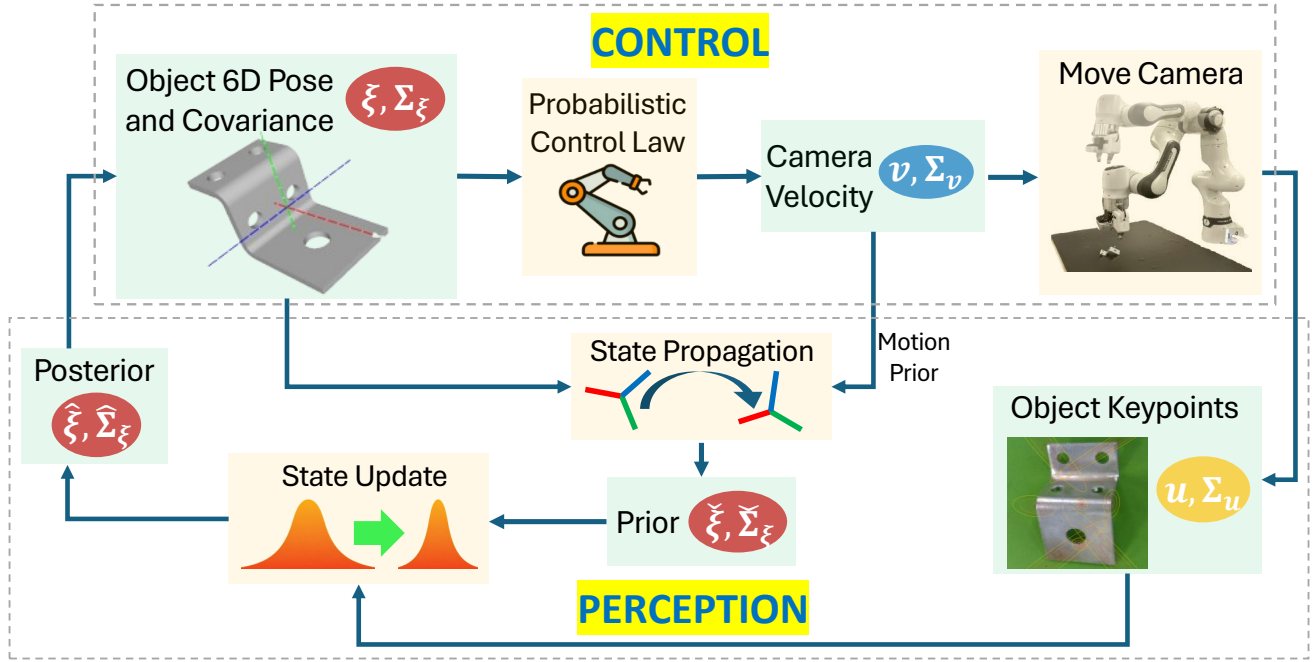 CONTROL
Object 6D Pose
and Covariance
ξ, Σ_ξ
Probabilistic
Control Law
Camera
Velocity
v, Σ_v
Move Camera
Posterior
ξ̂, Σ̂_ξ
State Propagation
Motion
Prior
Object Keypoints
u, Σ_u
State Update
Prior
ξ̌, Σ̌_ξ
PERCEPTION